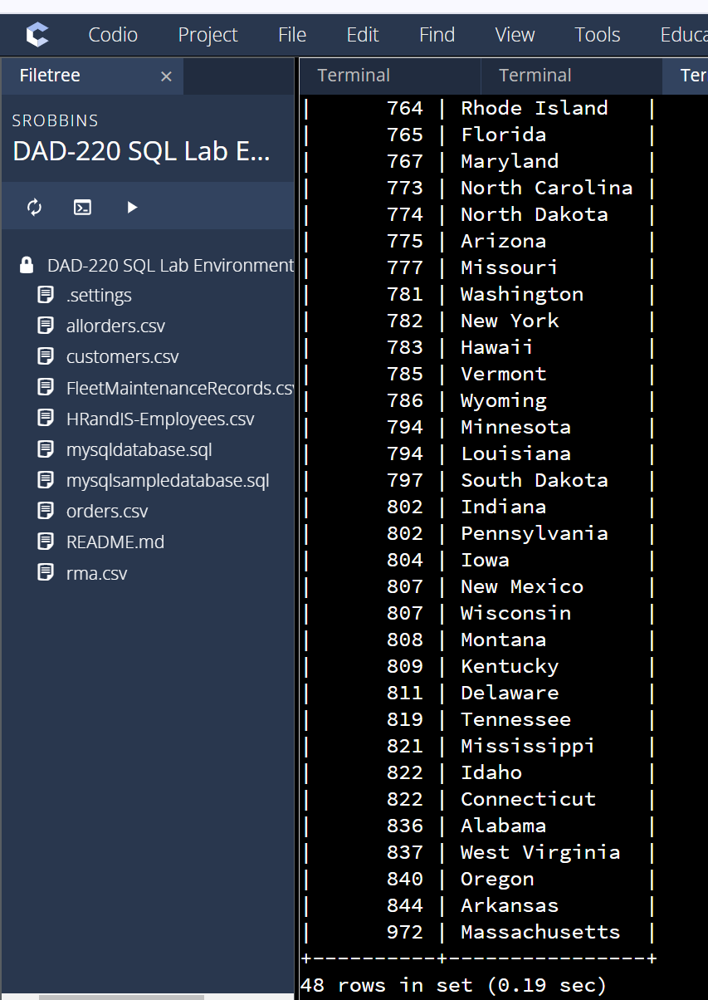 Codio Project File Edit Find View Tools Educa
Filetree ×
SROBBINS
DAD-220 SQL Lab E...
DAD-220 SQL Lab Environment
.settings
allorders.csv
customers.csv
FleetMaintenanceRecords.csv
HRandIS-Employees.csv
mysqldatabase.sql
mysqlsampledatabase.sql
orders.csv
README.md
rma.csv
Terminal Terminal Ter
| 764 | Rhode Island |
| 765 | Florida |
| 767 | Maryland |
| 773 | North Carolina |
| 774 | North Dakota |
| 775 | Arizona |
| 777 | Missouri |
| 781 | Washington |
| 782 | New York |
| 783 | Hawaii |
| 785 | Vermont |
| 786 | Wyoming |
| 794 | Minnesota |
| 794 | Louisiana |
| 797 | South Dakota |
| 802 | Indiana |
| 802 | Pennsylvania |
| 804 | Iowa |
| 807 | New Mexico |
| 807 | Wisconsin |
| 808 | Montana |
| 809 | Kentucky |
| 811 | Delaware |
| 819 | Tennessee |
| 821 | Mississippi |
| 822 | Idaho |
| 822 | Connecticut |
| 836 | Alabama |
| 837 | West Virginia |
| 840 | Oregon |
| 844 | Arkansas |
| 972 | Massachusetts |
+----------+----------------+
48 rows in set (0.19 sec)